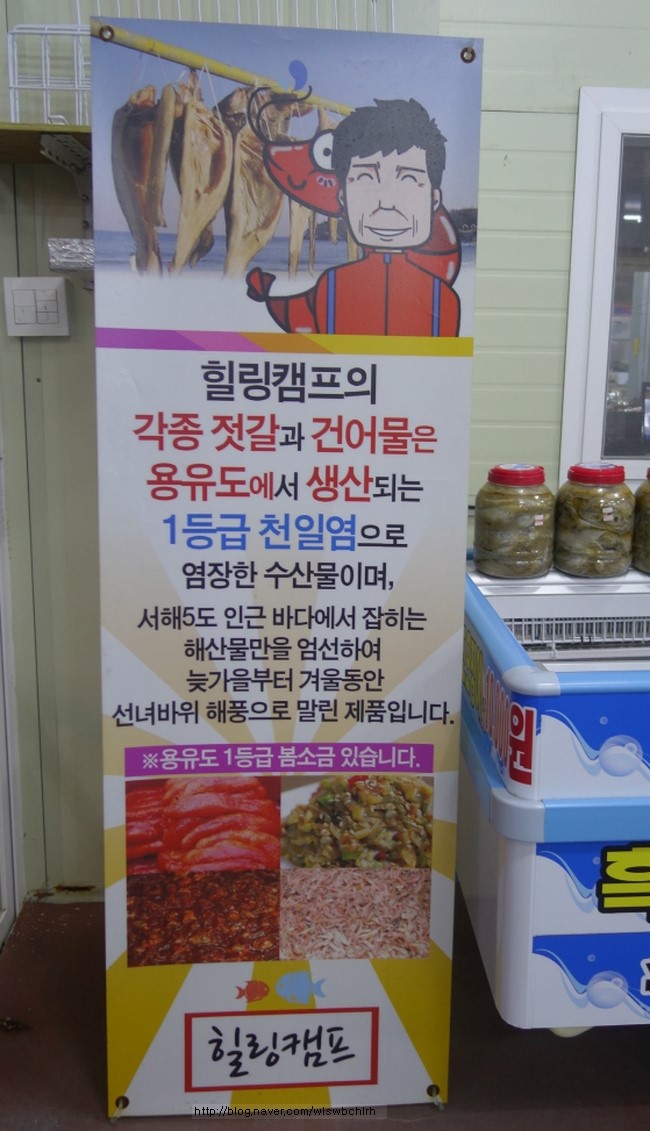 힐링캠프의
각종 젓갈과 건어물은
용유도에서 생산되는
1등급 천일염으로
염장한 수산물이며,
서해5도 인근 바다에서 잡히는
해산물만을 엄선하여
늦가을부터 겨울동안
선녀바위 해풍으로 말린 제품입니다.
※용유도 1등급 봄소금 있습니다.
힐링캠프
원
http://blog.naver.com/wlswbchlrh